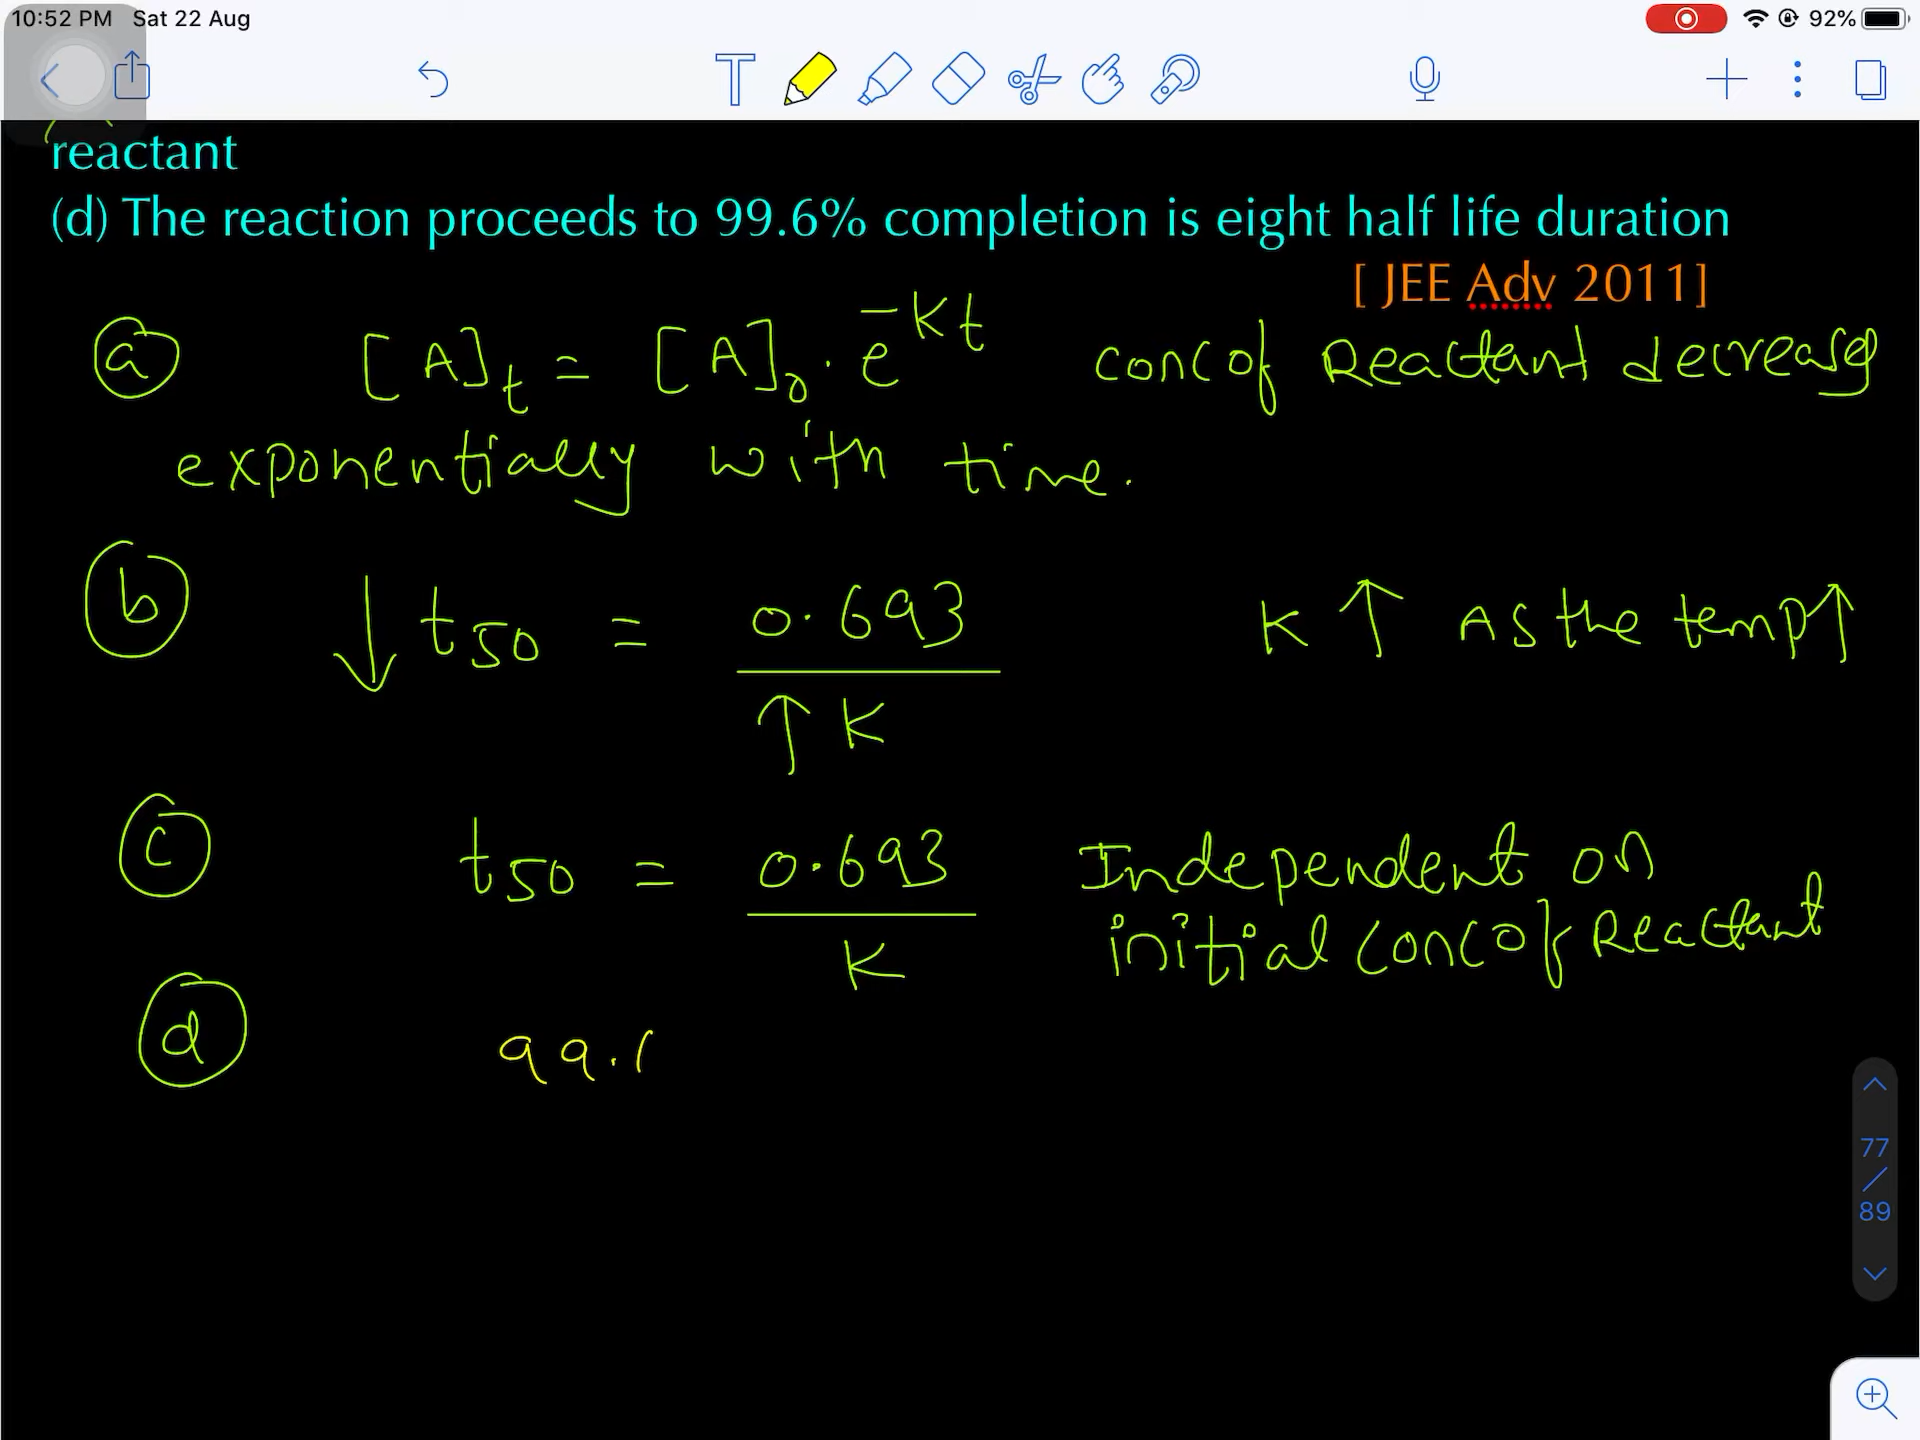 10:52 PM Sat 22 Aug
92%
T
reactant
(d) The reaction proceeds to 99.6% completion is eight half life duration
[ JEE Adv 2011]
(a) [A]t = [A]0 . e^-Kt conc of Reactant decreases
exponentially with time.
(b) ↓ t50 = 0.693 / ↑ K K ↑ As the temp ↑
(c) t50 = 0.693 / K Independent on
initial conc of Reactant
(d) 99.(
77
/
89